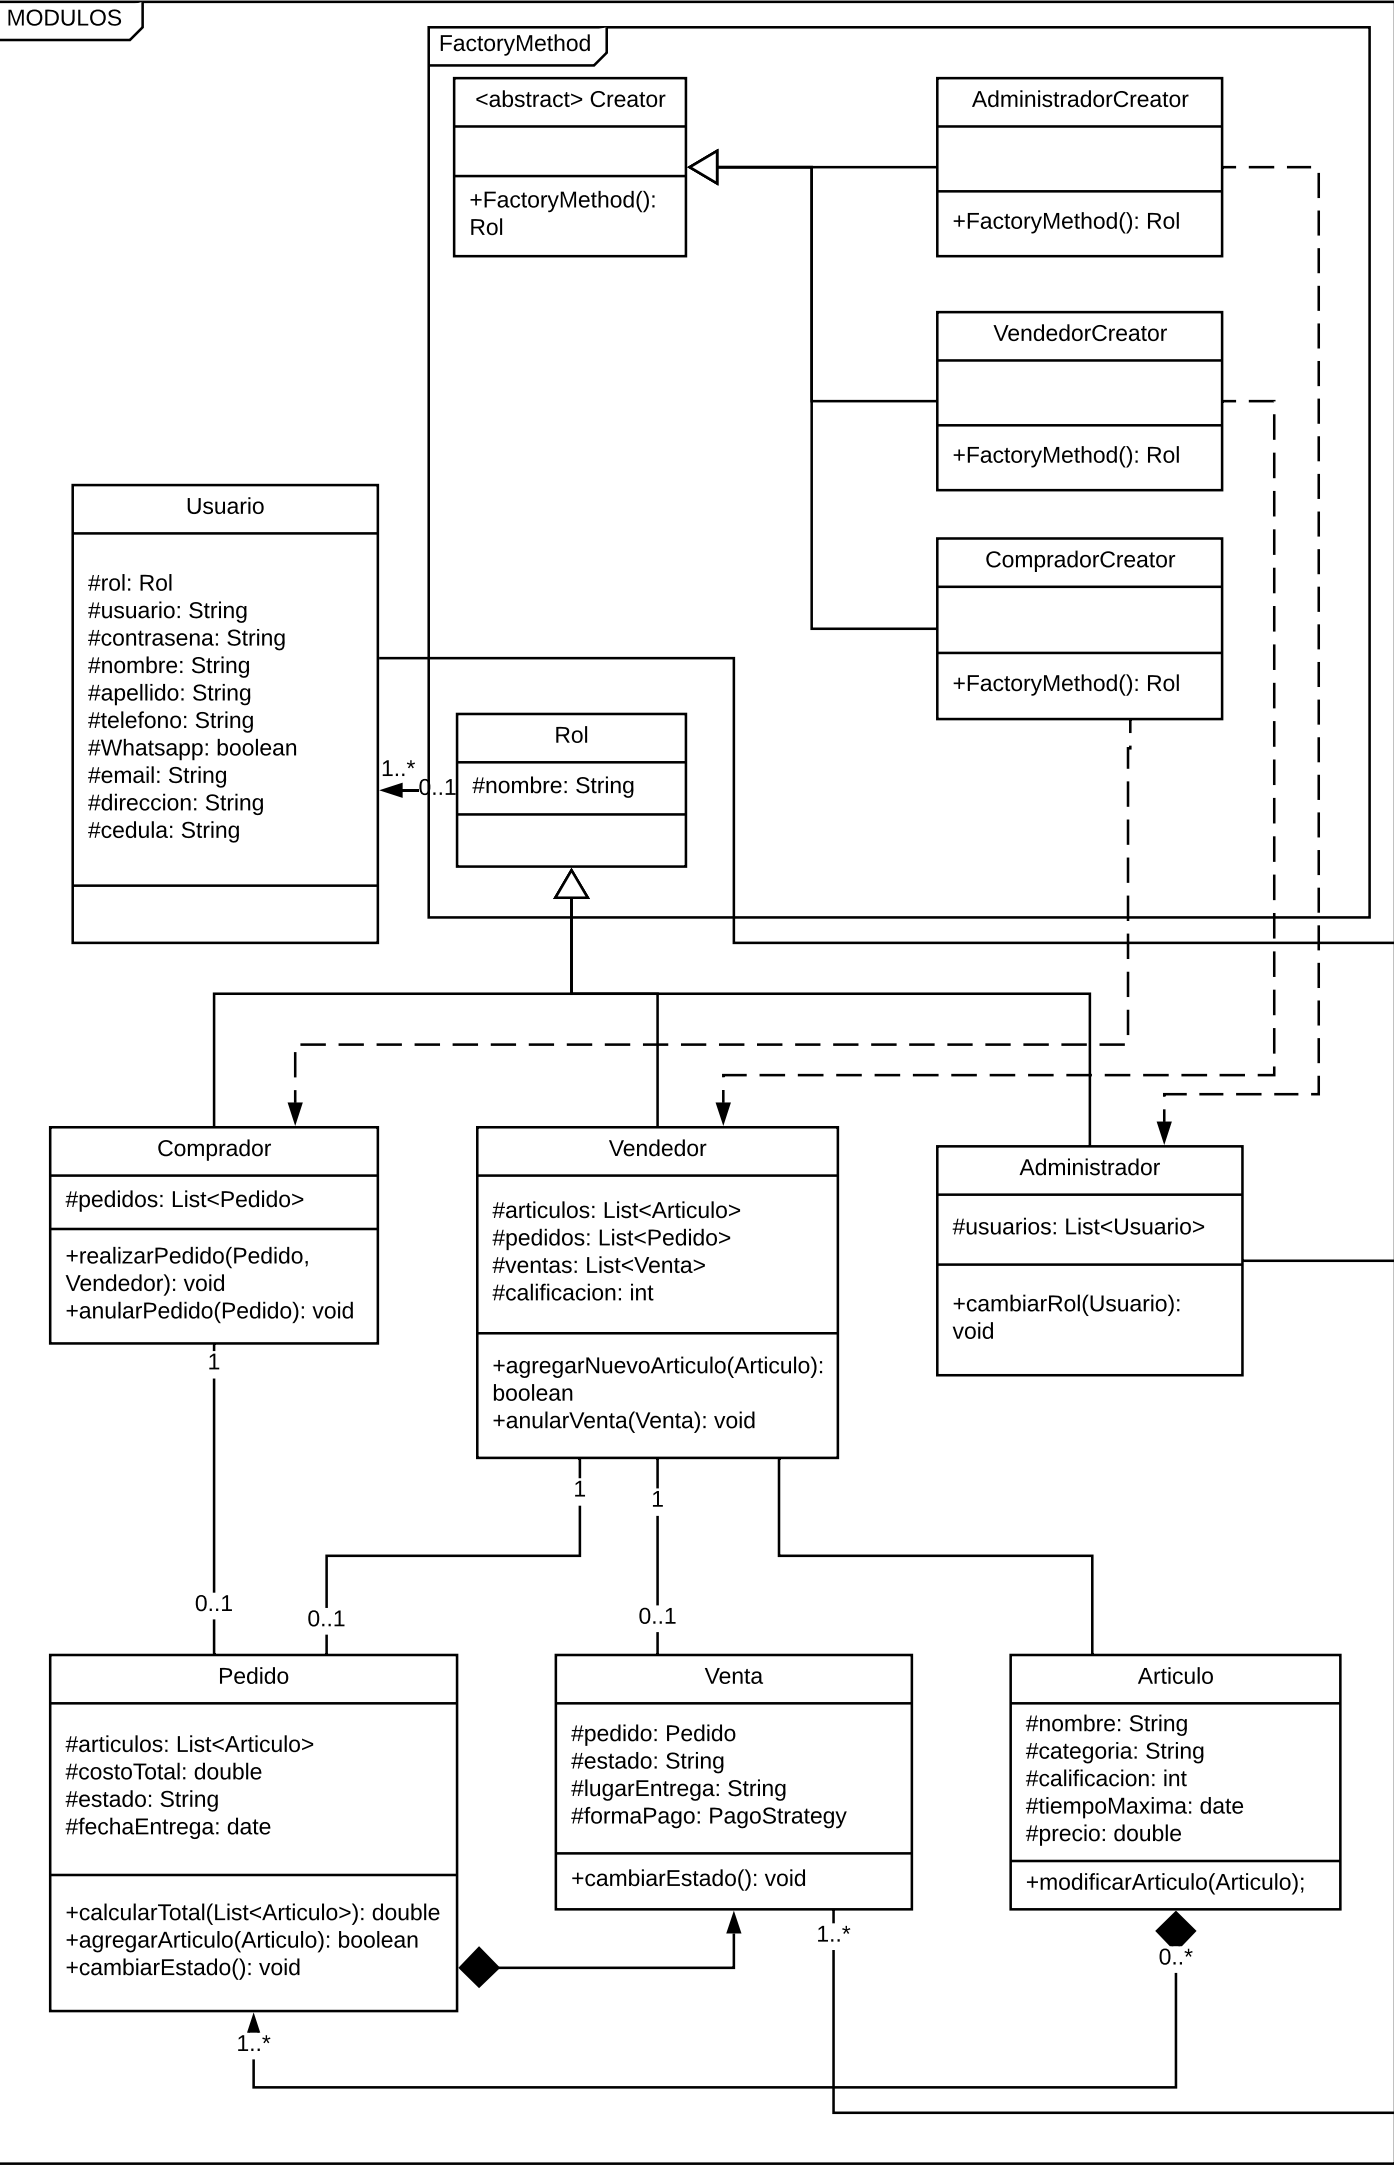 MODULOS
FactoryMethod
<abstract> Creator
+FactoryMethod():
Rol
AdministradorCreator
+FactoryMethod(): Rol
VendedorCreator
+FactoryMethod(): Rol
CompradorCreator
+FactoryMethod(): Rol
Usuario
#rol: Rol
#usuario: String
#contrasena: String
#nombre: String
#apellido: String
#telefono: String
#Whatsapp: boolean
#email: String
#direccion: String
#cedula: String
1..*
0..1
Rol
#nombre: String
Comprador
#pedidos: List<Pedido>
+realizarPedido(Pedido,
Vendedor): void
+anularPedido(Pedido): void
Vendedor
#articulos: List<Articulo>
#pedidos: List<Pedido>
#ventas: List<Venta>
#calificacion: int
+agregarNuevoArticulo(Articulo):
boolean
+anularVenta(Venta): void
Administrador
#usuarios: List<Usuario>
+cambiarRol(Usuario):
void
1
1
1
0..1
0..1
0..1
Pedido
#articulos: List<Articulo>
#costoTotal: double
#estado: String
#fechaEntrega: date
+calcularTotal(List<Articulo>): double
+agregarArticulo(Articulo): boolean
+cambiarEstado(): void
Venta
#pedido: Pedido
#estado: String
#lugarEntrega: String
#formaPago: PagoStrategy
+cambiarEstado(): void
Articulo
#nombre: String
#categoria: String
#calificacion: int
#tiempoMaxima: date
#precio: double
+modificarArticulo(Articulo);
1..*
0..*
1..*